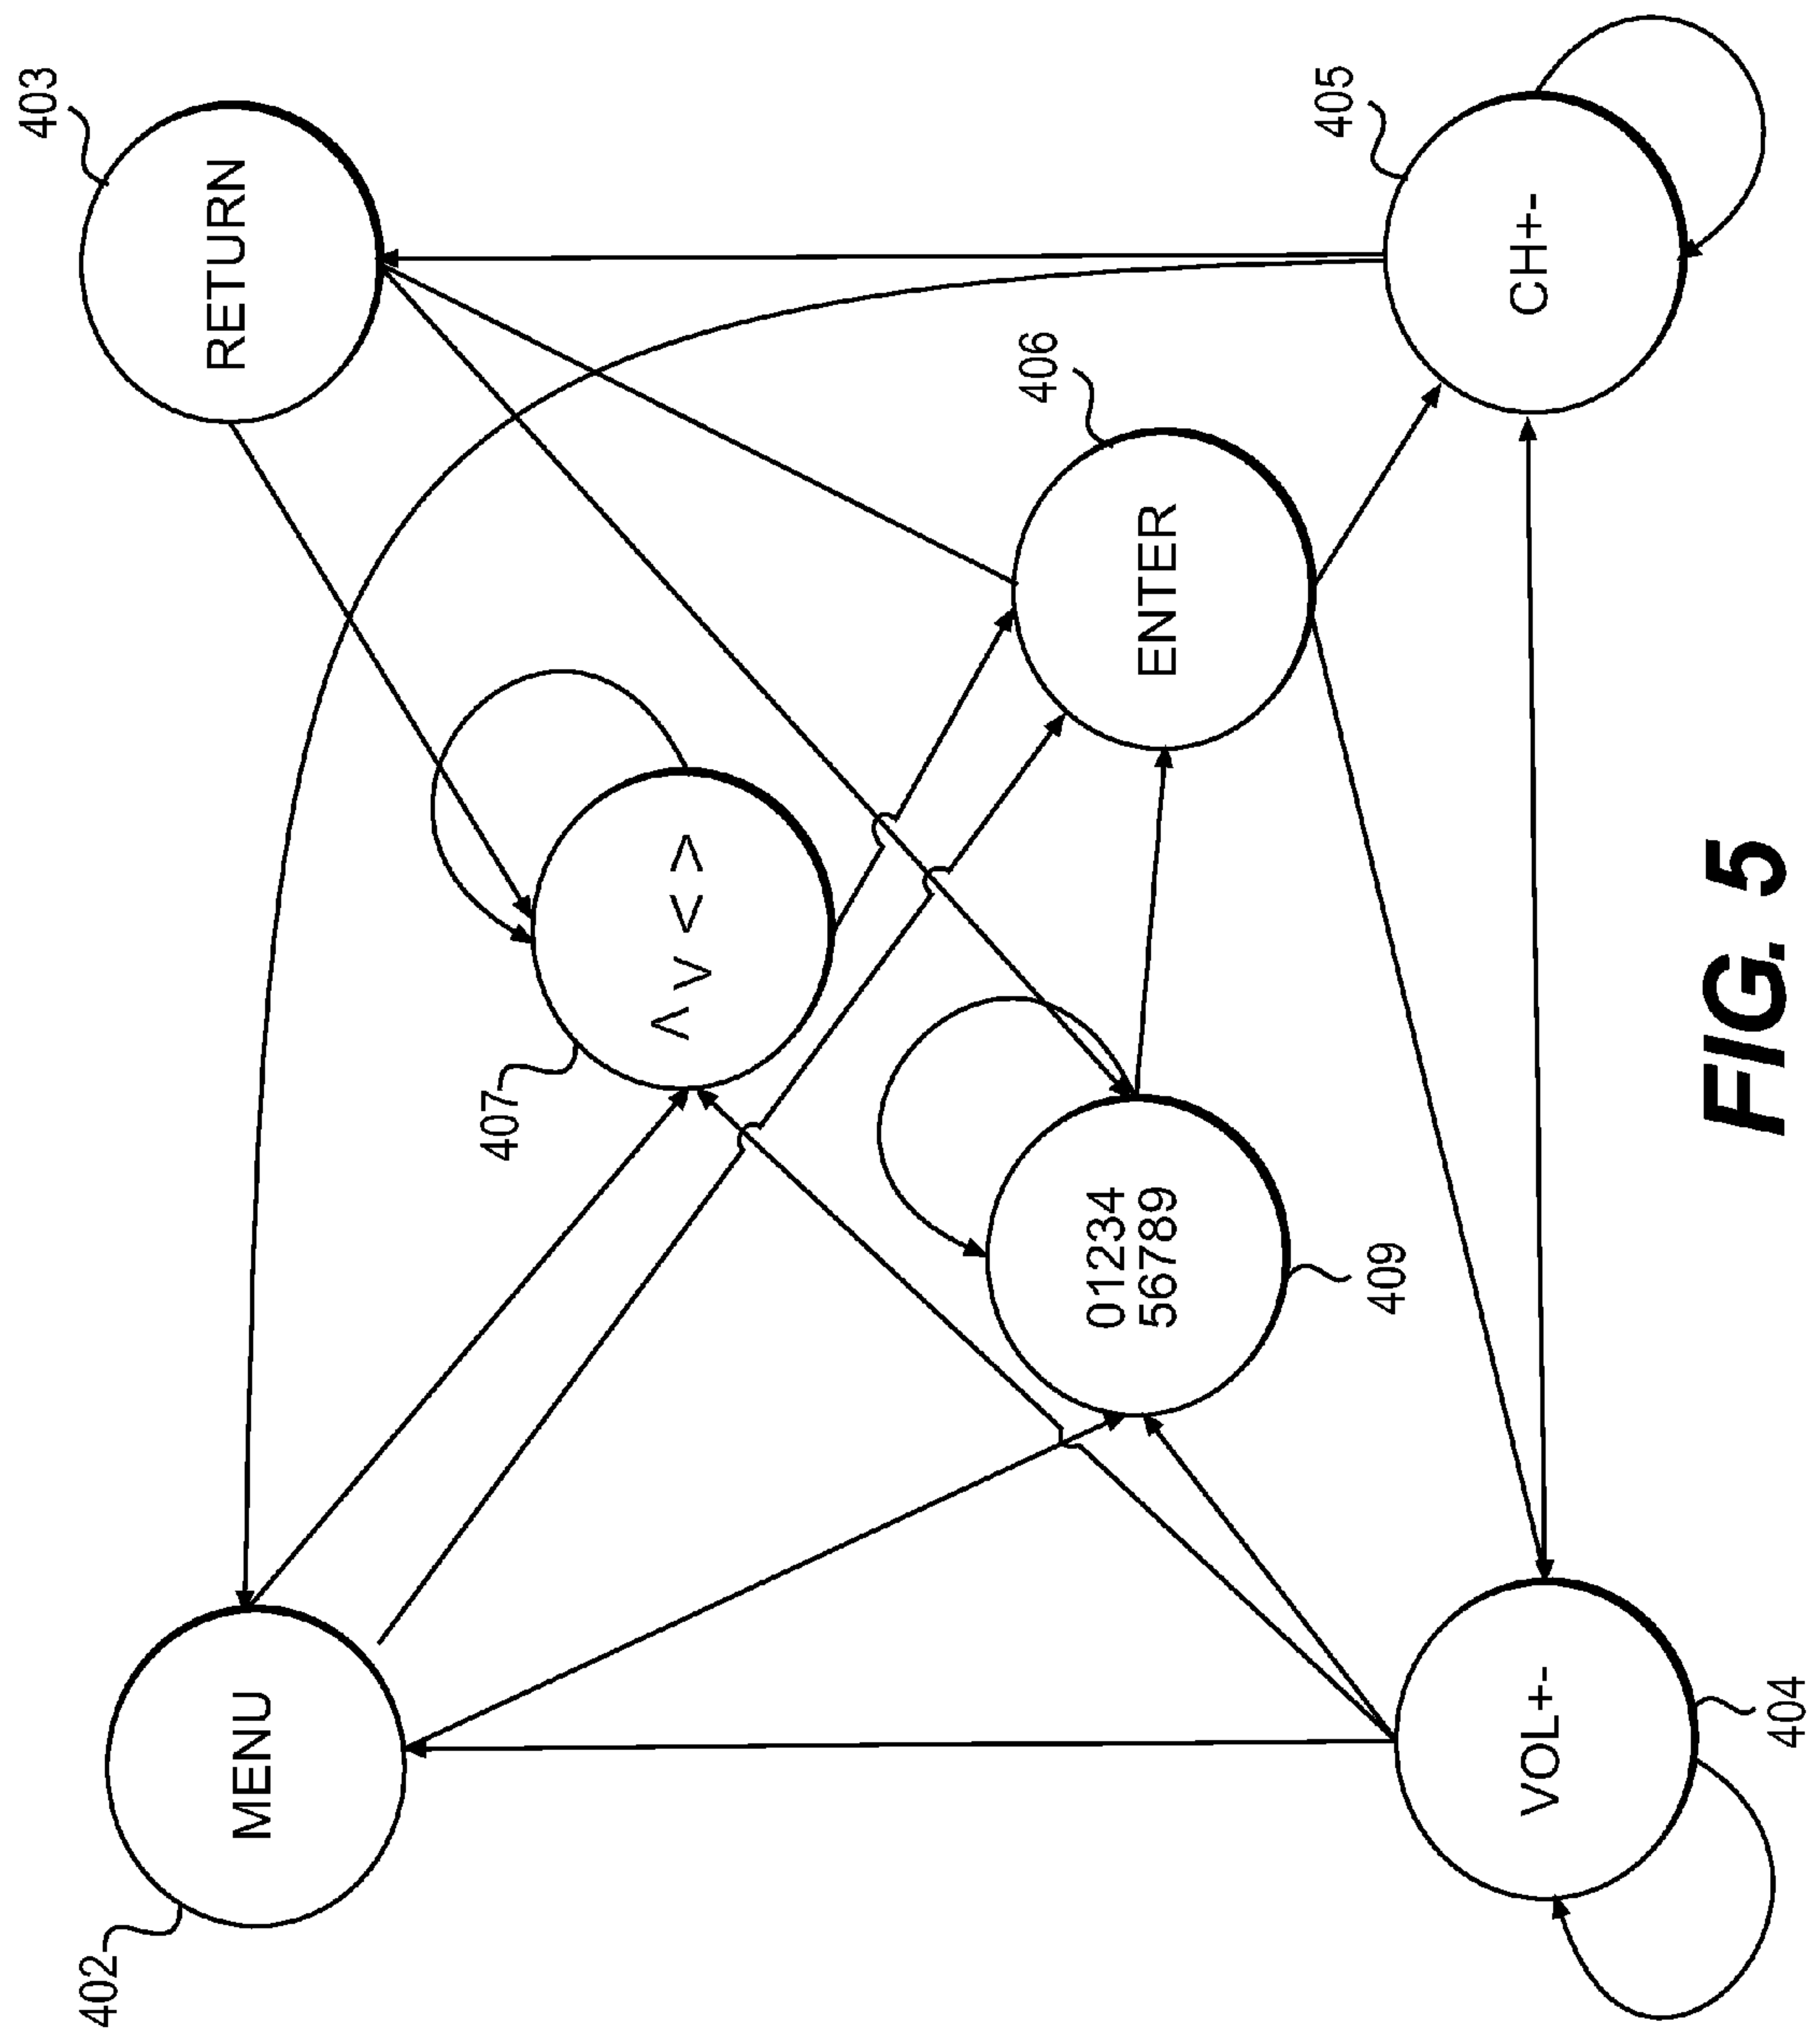 402
MENU
403
RETURN
407
^ v < >
406
ENTER
01234
56789
409
405
CH+-
VOL+-
404
FIG. 5